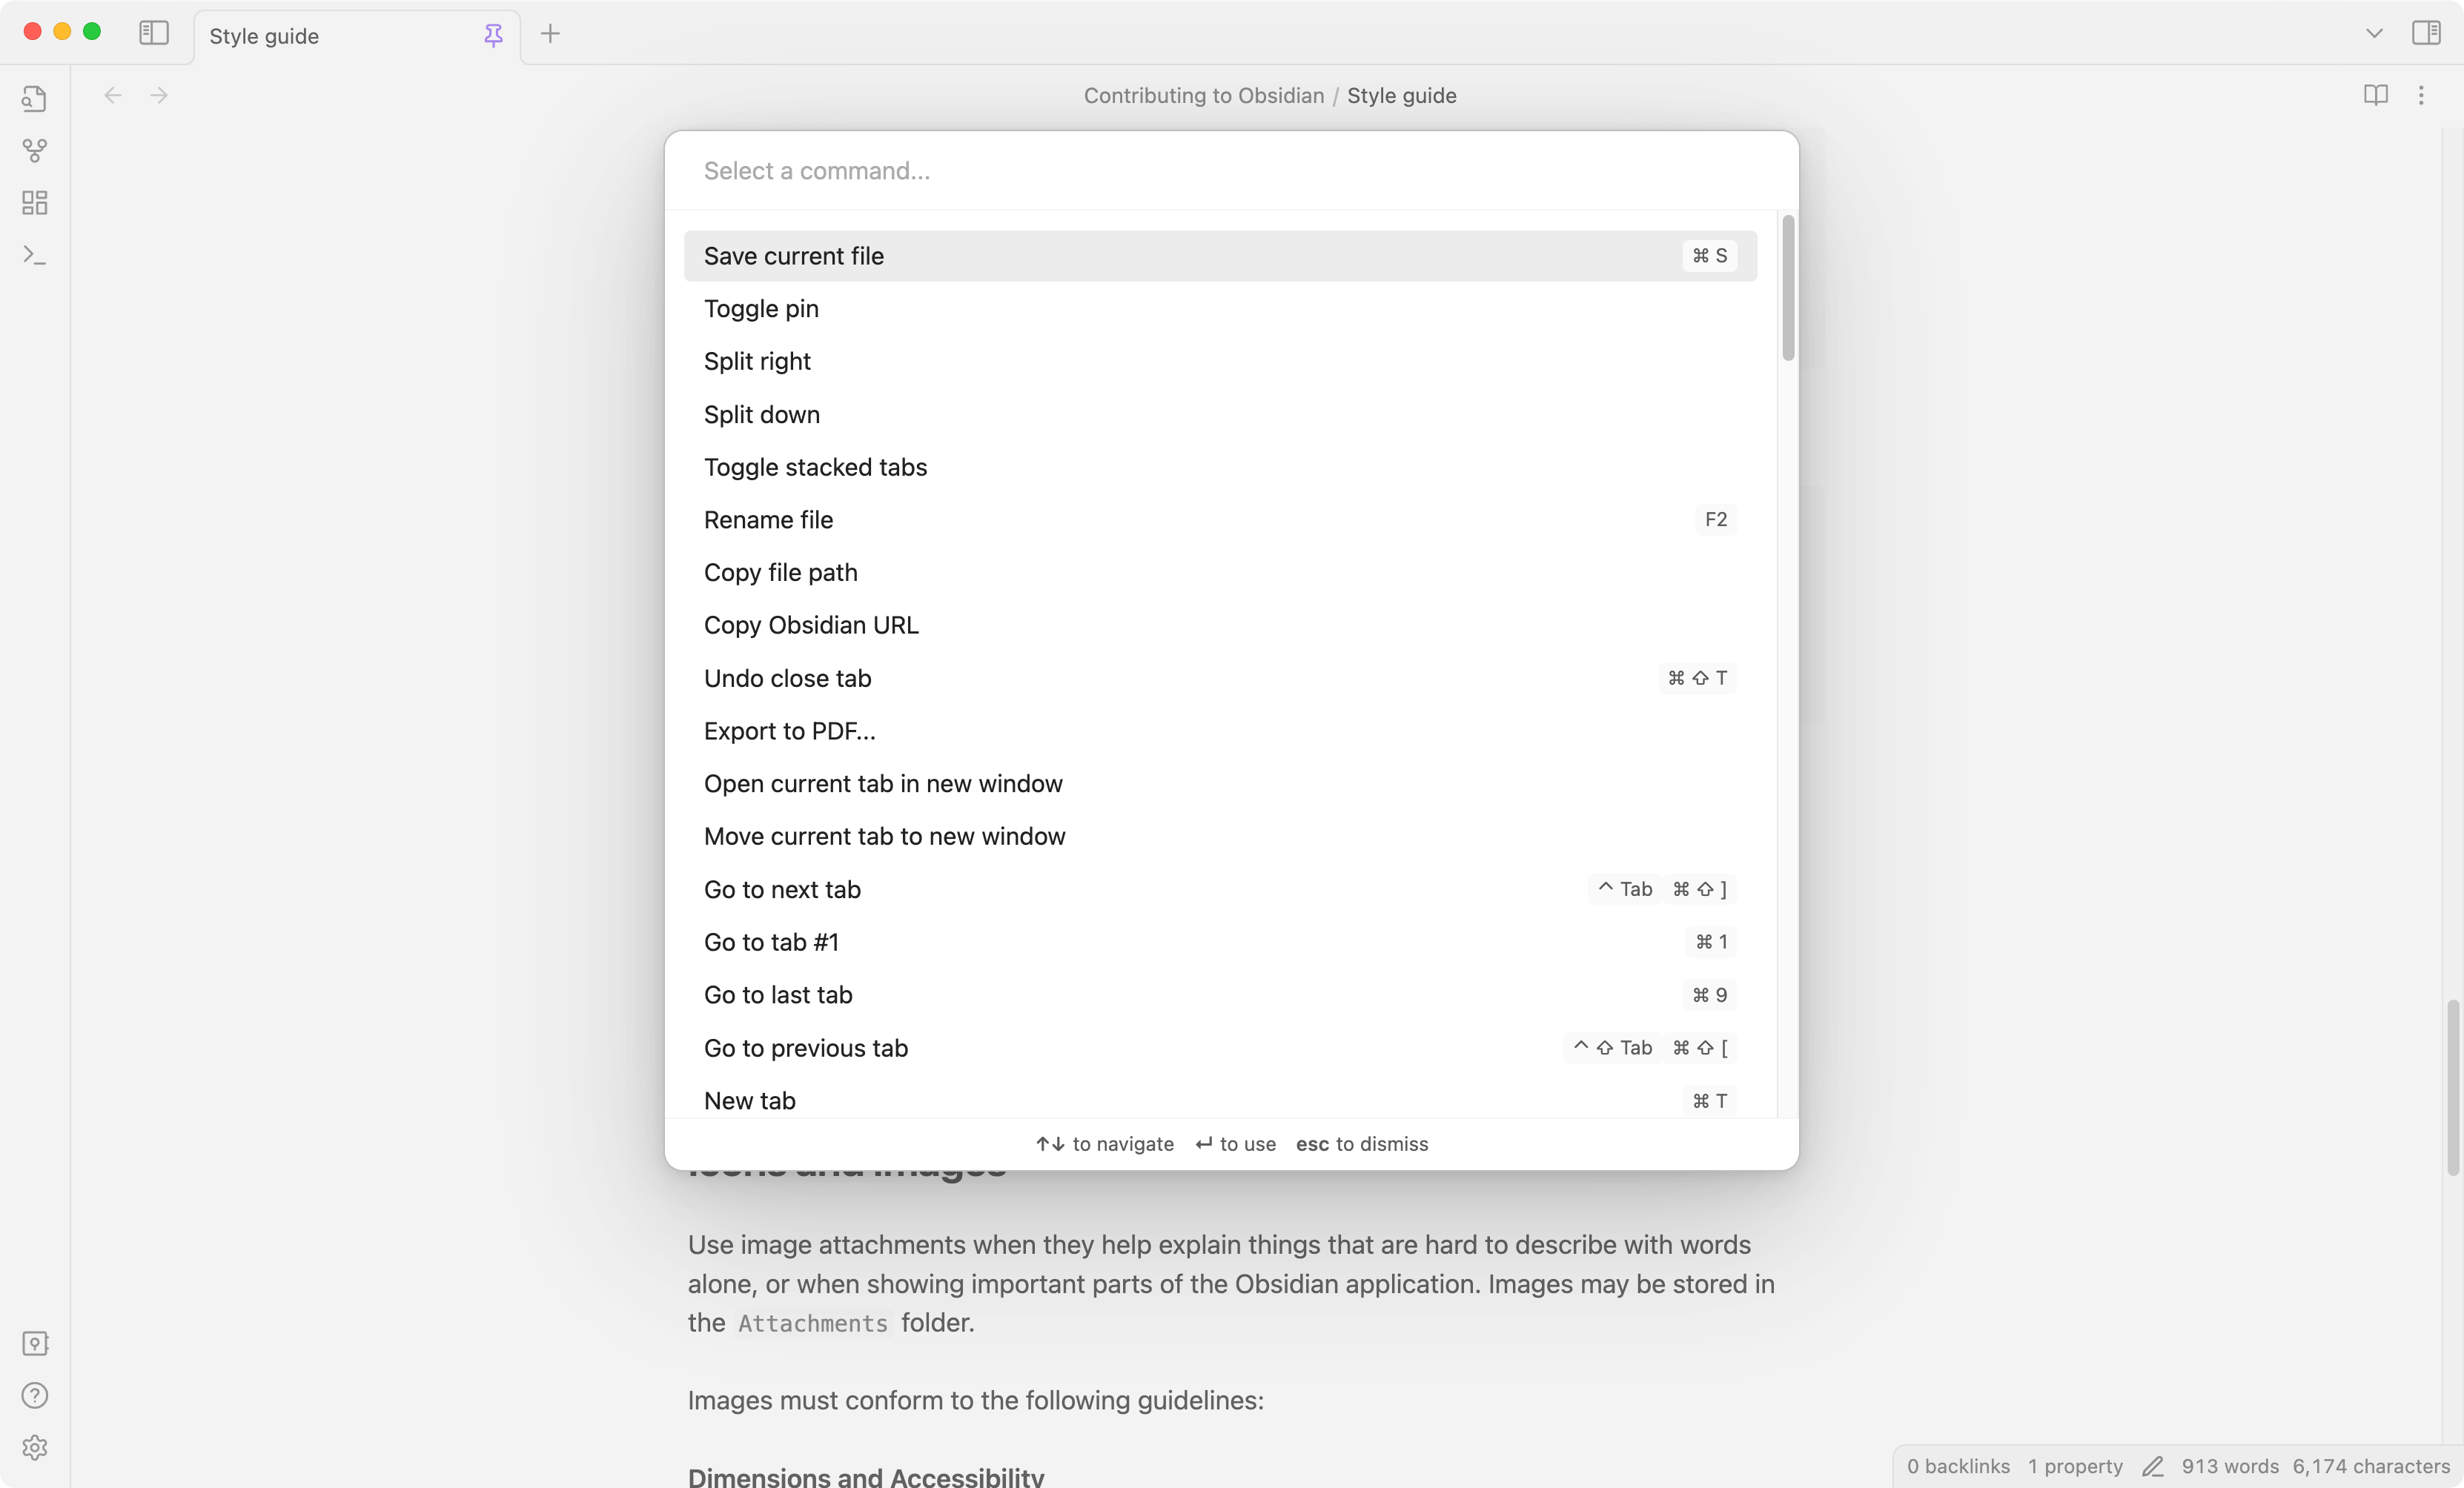 Style guide
Contributing to Obsidian / Style guide
Select a command...
Save current file ⌘ S
Toggle pin
Split right
Split down
Toggle stacked tabs
Rename file F2
Copy file path
Copy Obsidian URL
Undo close tab ⌘ ⇧ T
Export to PDF...
Open current tab in new window
Move current tab to new window
Go to next tab ^ Tab ⌘ ⇧ ]
Go to tab #1 ⌘ 1
Go to last tab ⌘ 9
Go to previous tab ^ ⇧ Tab ⌘ ⇧ [
New tab ⌘ T
↑↓ to navigate ↵ to use esc to dismiss
Icons and images
Use image attachments when they help explain things that are hard to describe with words
alone, or when showing important parts of the Obsidian application. Images may be stored in
the Attachments folder.
Images must conform to the following guidelines:
Dimensions and Accessibility
0 backlinks 1 property 913 words 6,174 characters